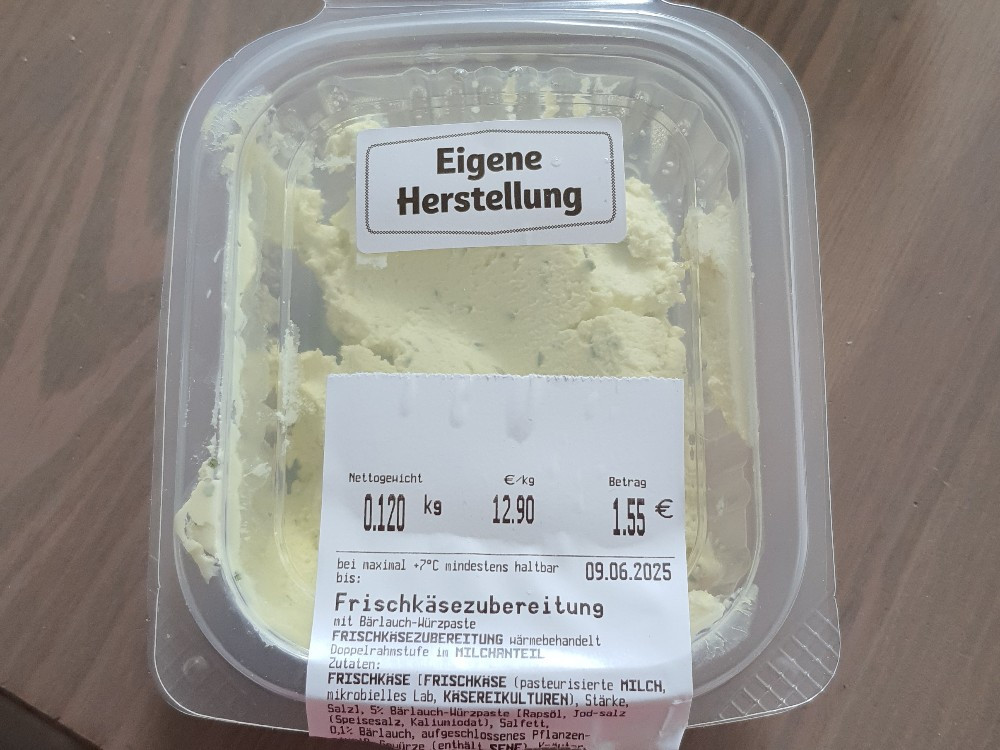 Eigene
Herstellung
Nettogewicht €/kg Betrag
0.120 kg 12.90 1.55 €
bei maximal +7°C mindestens haltbar 09.06.2025
bis:
Frischkäsezubereitung
mit Bärlauch-Würzpaste
FRISCHKÄSEZUBEREITUNG wärmebehandelt
Doppelrahmstufe im MILCHANTEIL
Zutaten:
FRISCHKÄSE [FRISCHKÄSE (pasteurisierte MILCH,
mikrobielles Lab, KÄSEREIKULTUREN), Stärke,
Salz], 5% Bärlauch-Würzpaste [Rapsöl, Jod-salz
(Speisesalz, Kaliumiodat), Salfett,
0,1% Bärlauch, aufgeschlossenes Pflanzen-
Gewürze (enthält SENF), Kräuter,